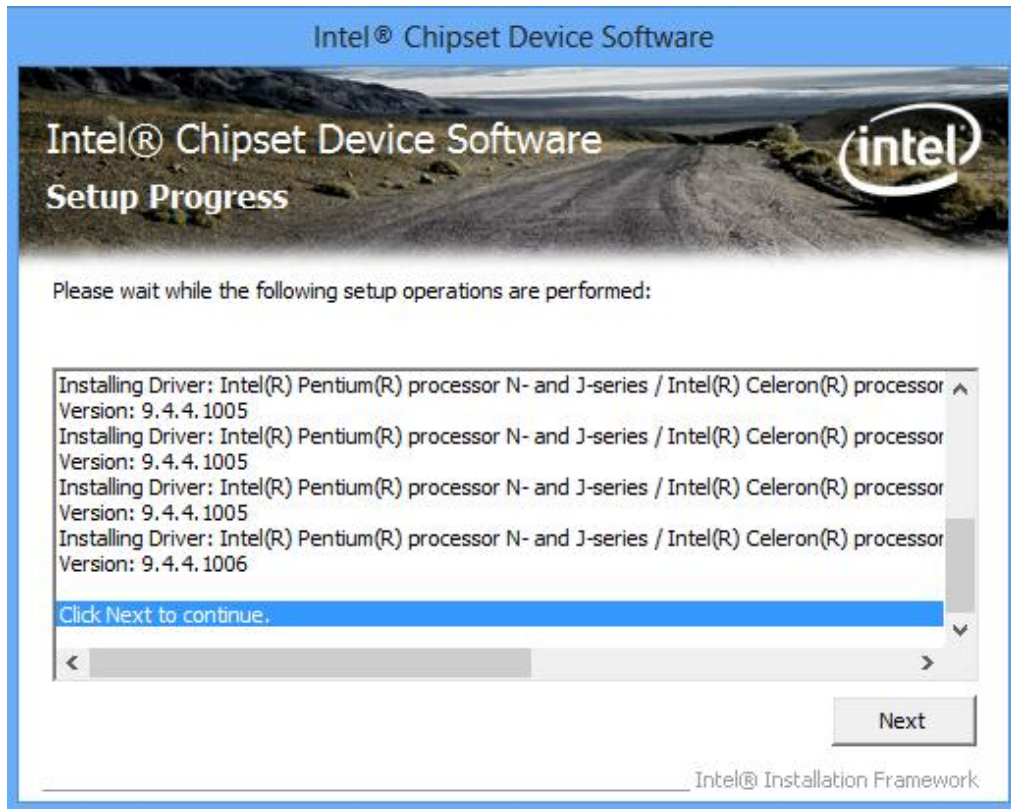 Intel® Chipset Device Software
Intel® Chipset Device Software
intel
Setup Progress
Please wait while the following setup operations are performed:
Installing Driver: Intel(R) Pentium(R) processor N- and J-series / Intel(R) Celeron(R) processor
Version: 9.4.4.1005
Installing Driver: Intel(R) Pentium(R) processor N- and J-series / Intel(R) Celeron(R) processor
Version: 9.4.4.1005
Installing Driver: Intel(R) Pentium(R) processor N- and J-series / Intel(R) Celeron(R) processor
Version: 9.4.4.1005
Installing Driver: Intel(R) Pentium(R) processor N- and J-series / Intel(R) Celeron(R) processor
Version: 9.4.4.1006
Click Next to continue.
Next
Intel® Installation Framework